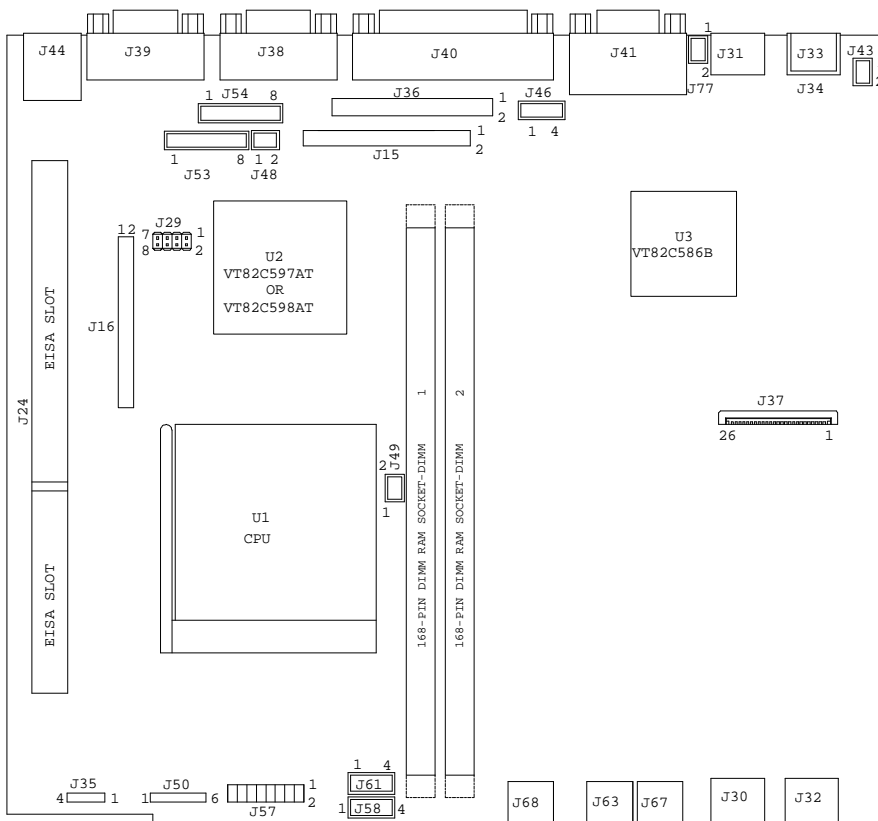 1
J44 J39 J38 J40 J41 J31 J33 J43
2 2
J77 J34
J54 J36 J46
1 8 1
2 1 4
J15 1
2
1 8 1 2
J53 J48
J29
12 7 1
8 2
U2
VT82C597AT
OR
VT82C598AT
U3
VT82C586B
EISA SLOT
J16
J24
J37
26 1
J49
2
1
U1
CPU
168-PIN DIMM RAM SOCKET-DIMM 1
168-PIN DIMM RAM SOCKET-DIMM 2
EISA SLOT
1 4
J35 J50 1 J61
4 1 1 6 2
J57 1 J58 4
J68 J63 J67 J30 J32